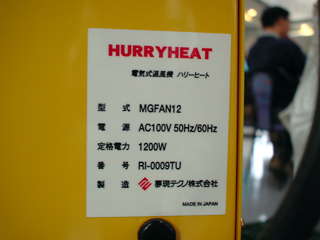 HURRYHEAT
電気式温風機 ハリーヒート
型 式 MGFAN12
電 源 AC100V 50Hz/60Hz
定格電力 1200W
番 号 RI-0009TU
製 造 夢現テクノ株式会社
MADE IN JAPAN